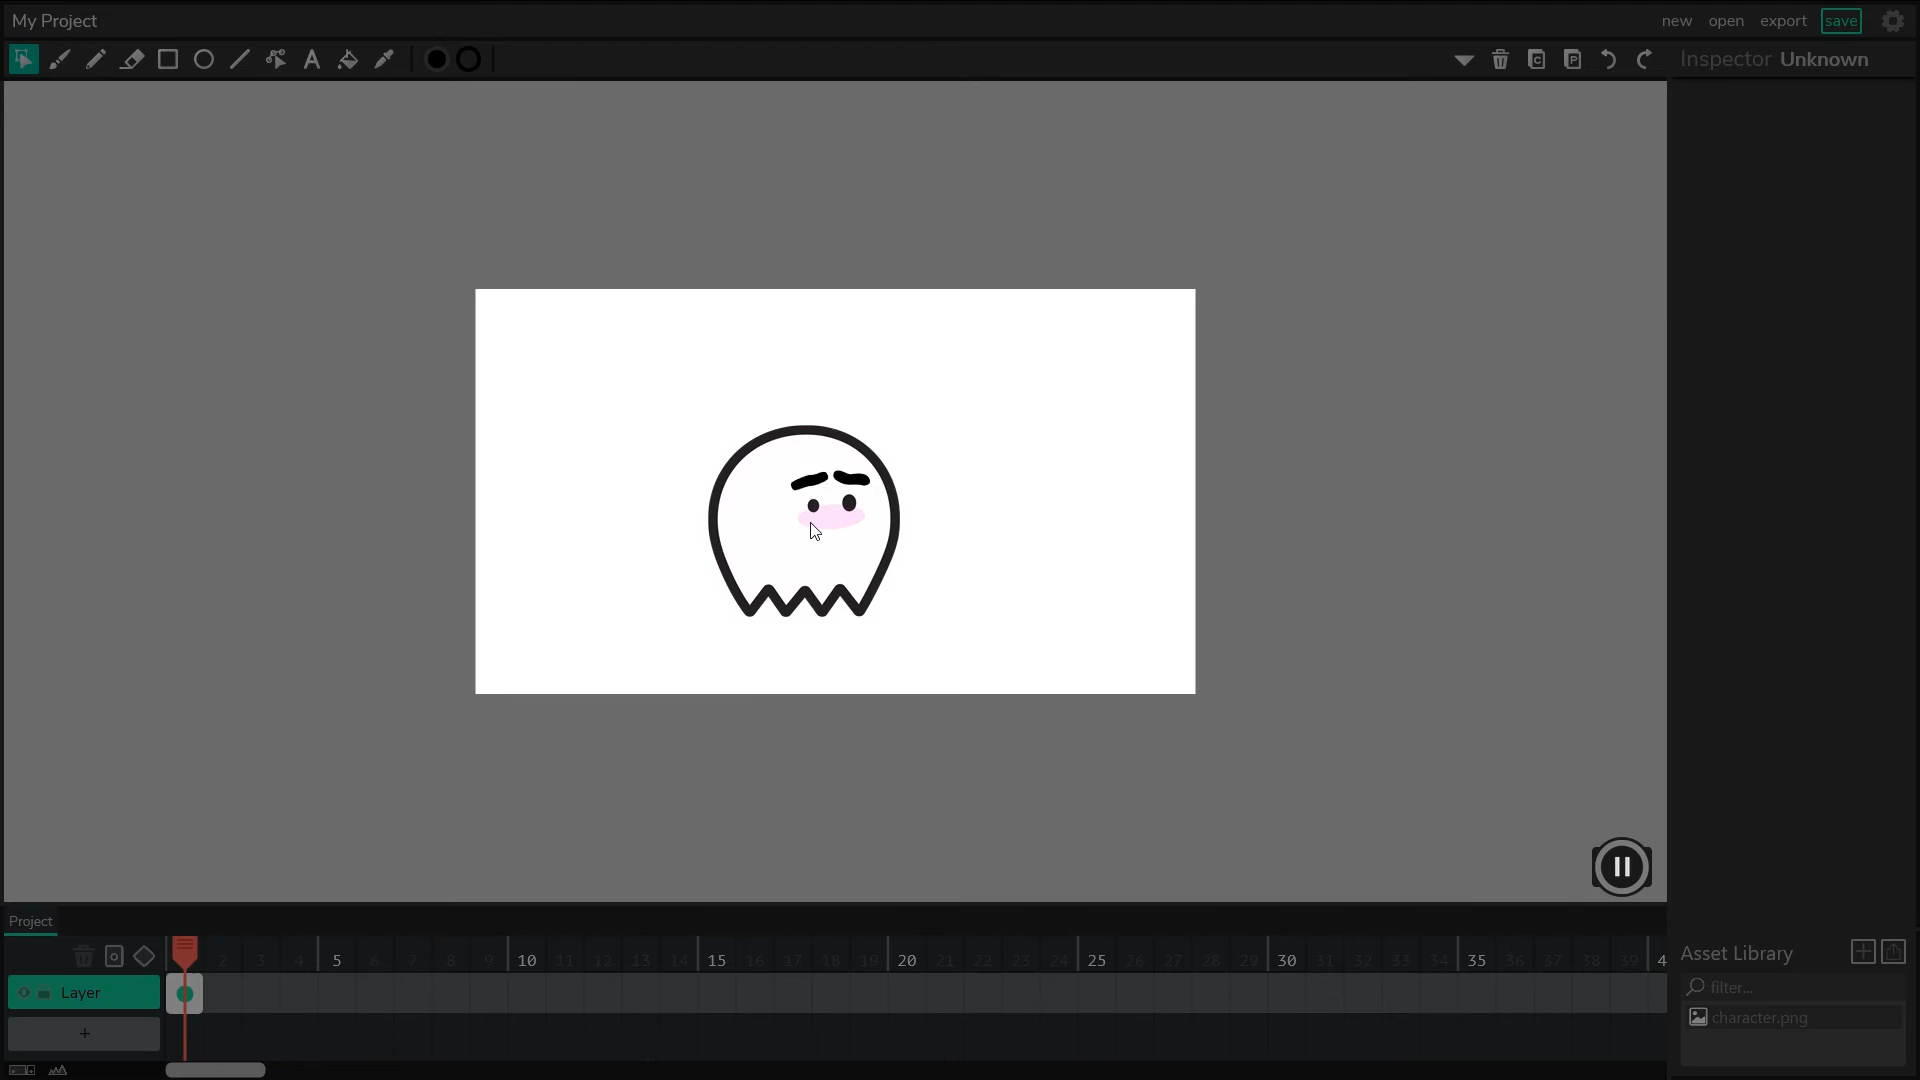 My Project
new open export save
Inspector Unknown
Project
2 3 4 5 6 7 8 9 10 11 12 13 14 15 16 17 18 19 20 21 22 23 24 25 26 27 28 29 30 31 32 33 34 35 36 37 38 39 4
Layer
+
Asset Library
filter...
character.png